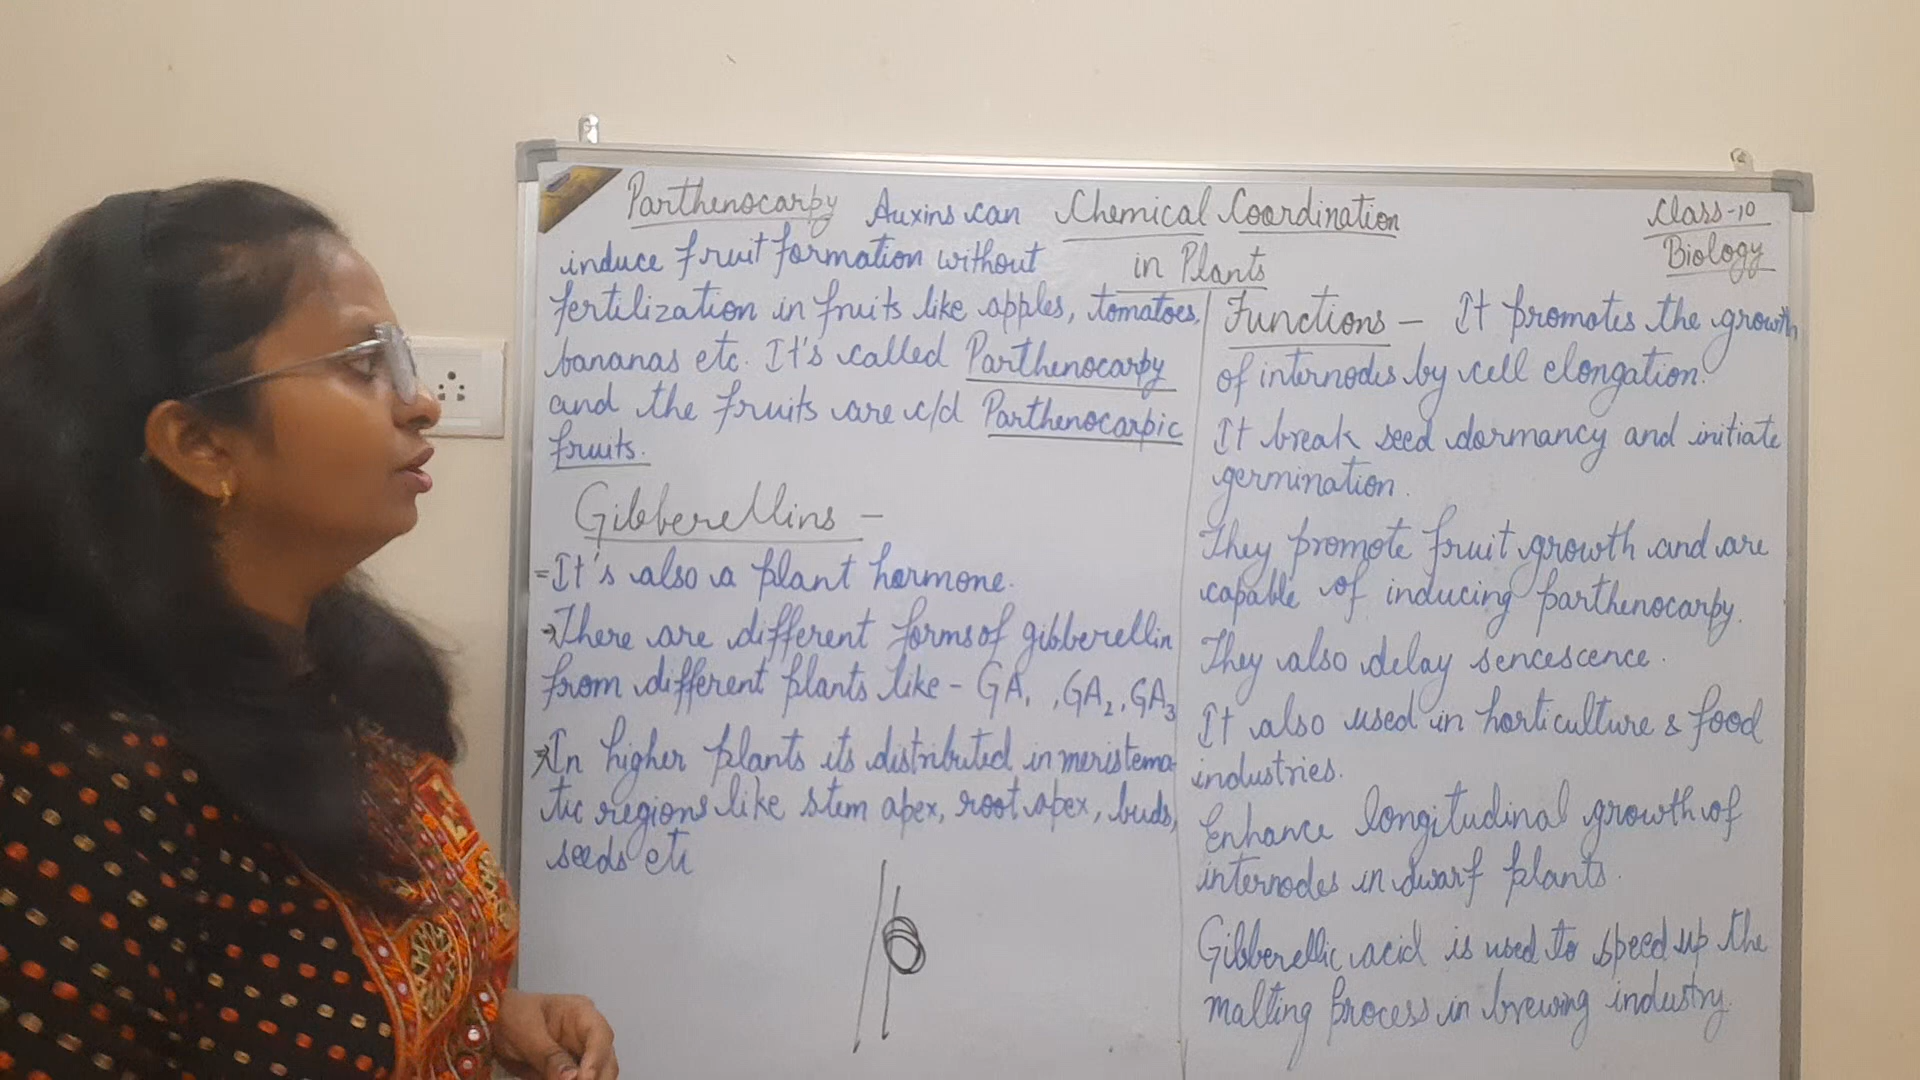 Chemical Coordination
in Plants
Class-10
Biology
Parthenocarpy Auxins can
induce fruit formation without
fertilization in fruits like apples, tomatoes,
bananas etc. It's called Parthenocarpy
and the fruits are c/d Parthenocarpic
fruits.
Gibberellins -
=It's also a plant hormone.
→There are different forms of gibberellin
from different plants like - GA₁, GA₂, GA₃
→In higher plants its distributed in meristema-
tic regions like stem apex, root apex, buds,
seeds etc
Functions - It promotes the growth
of internodes by cell elongation.
It break seed dormancy and initiate
germination.
They promote fruit growth and are
capable of inducing parthenocarpy.
They also delay sencescence.
It also used in horticulture & food
industries.
Enhance longitudinal growth of
internodes in dwarf plants.
Gibberellic acid is used to speed up the
malting process in brewing industry.